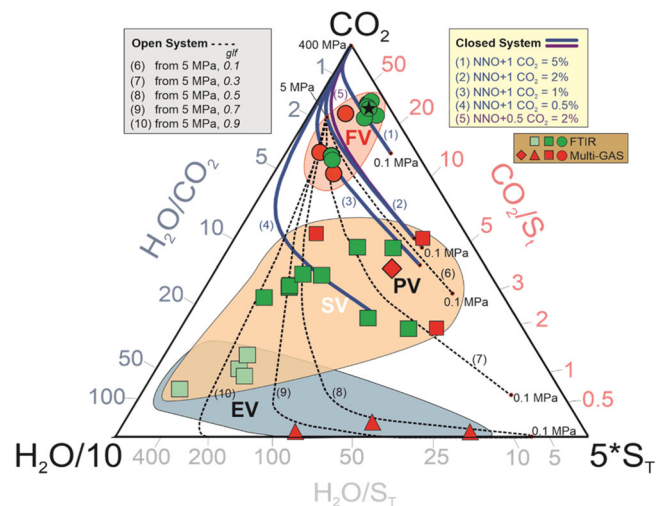 CO₂
Open System
glf
(6) from 5 MPa, 0.1
(7) from 5 MPa, 0.3
(8) from 5 MPa, 0.5
(9) from 5 MPa, 0.7
(10) from 5 MPa, 0.9
400 MPa
5 MPa
Closed System
(1) NNO+1 CO₂ = 5%
(2) NNO+1 CO₂ = 2%
(3) NNO+1 CO₂ = 1%
(4) NNO+1 CO₂ = 0.5%
(5) NNO+0.5 CO₂ = 2%
FTIR
Multi-GAS
1
2
5
10
20
50
100
H₂O/CO₂
50
20
10
5
3
2
1
0.5
CO₂/Sₜ
(5)
FV
(1)
0.1 MPa
(2)
(3)
(4)
0.1 MPa
(6)
0.1 MPa
PV
SV
(7)
0.1 MPa
EV
(10)
(9)
(8)
0.1 MPa
H₂O/10
5*S_T
400
200
100
50
25
10
5
H₂O/S_T